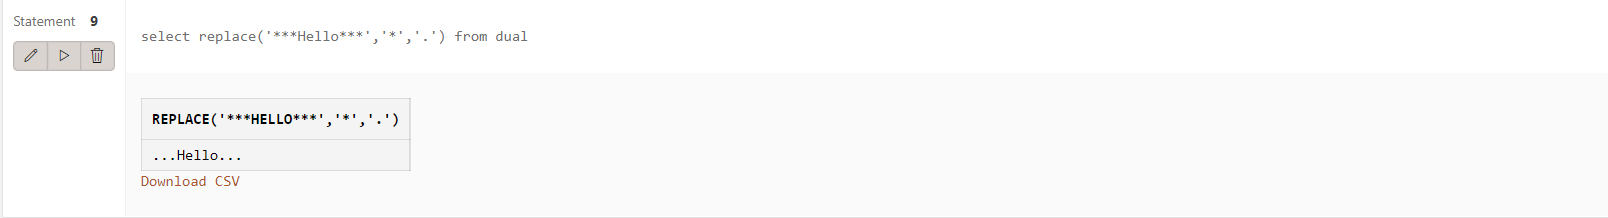 Statement 9
select replace('***Hello***','*','.') from dual
REPLACE('***HELLO***','*','.')
...Hello...
Download CSV